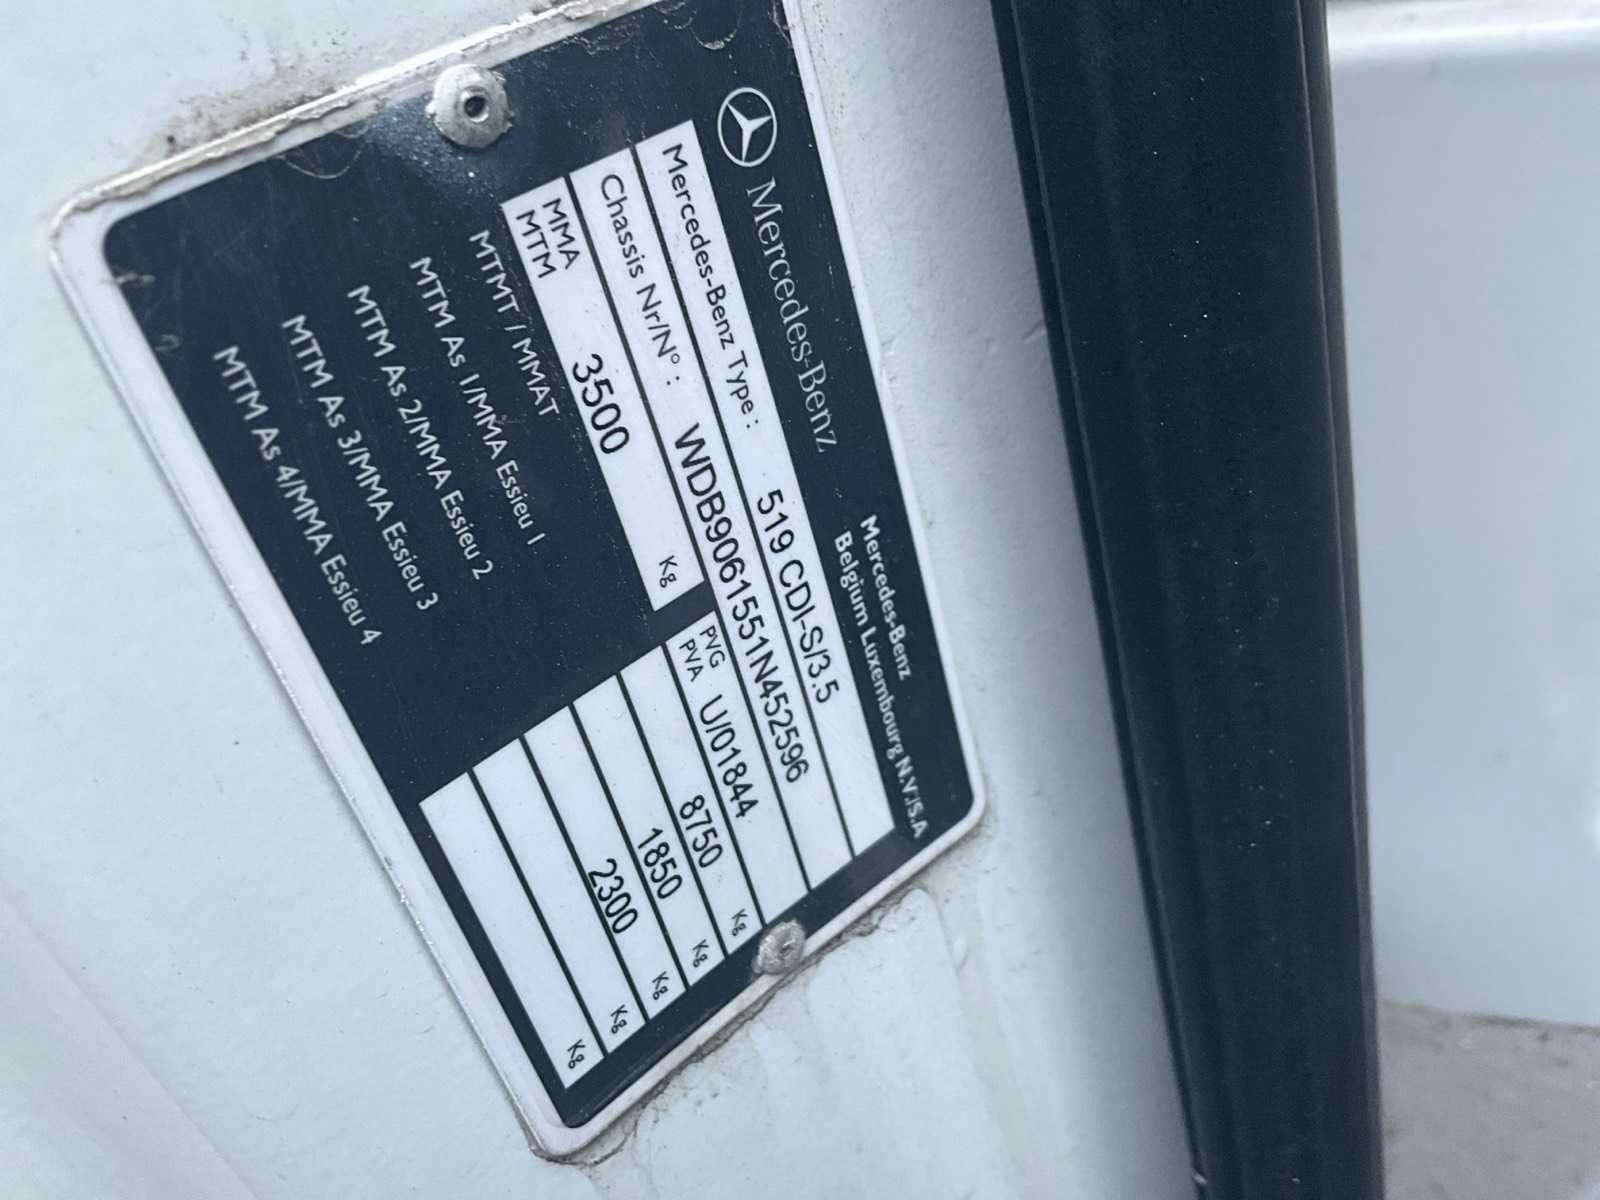 Mercedes-Benz
Mercedes-Benz
Belgium Luxembourg N.V./S.A
Mercedes-Benz Type : 519 CDI-S/3.5
Chassis Nr/N° : WDB9061551N452596
MMA
MTM 3500 Kg
PVG
PVA U/01844
MTMT / MMAT 8750 Kg
MTM As 1/MMA Essieu 1 1850 Kg
MTM As 2/MMA Essieu 2 2300 Kg
MTM As 3/MMA Essieu 3 Kg
MTM As 4/MMA Essieu 4 Kg